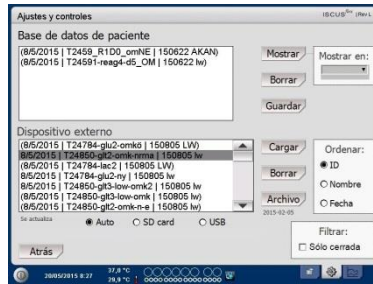 Ajustes y controles
ISCUS
Base de datos de paciente
(8/5/2015 | T2459_R1D0_omNE | 150622 AKAN)
(8/5/2015 | T24591-reag4-d5_OM | 150622 lw)
Mostrar
Mostrar en:
Borrar
Guardar
Dispositivo externo
(8/5/2015 | T24784-glu2-omkd | 150805 LW)
8/5/2015 | T24850-glt2-omk-nrma | 150805 lw
(8/5/2015 | T24784-lac2 | 150805 LW)
8/5/2015 | T24784-glu2-ny | 150805 lw
8/5/2015 | T24850-glt3-low-omk2 | 150805 lw
(8/5/2015 | T24850-glt3-low-omk | 150805 lw)
8/5/2015 | T24850-glt2-omk-n-e | 150805 lw
Cargar
Borrar
Archivo
2015-02-05
Ordenar:
ID
Nombre
Fecha
Se actualiza
Auto
SD card
USB
Filtrar:
Sólo cerrada
Atrás
20/05/2015 8:27
37,0 °C
29,9 °C